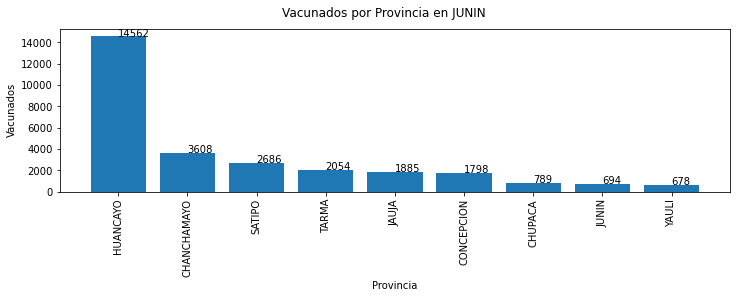 Vacunados por Provincia en JUNIN
Vacunados
14000
12000
10000
8000
6000
4000
2000
0
14562
3608
2686
2054
1885
1798
789
694
678
HUANCAYO
CHANCHAMAYO
SATIPO
TARMA
JAUJA
CONCEPCION
CHUPACA
JUNIN
YAULI
Provincia